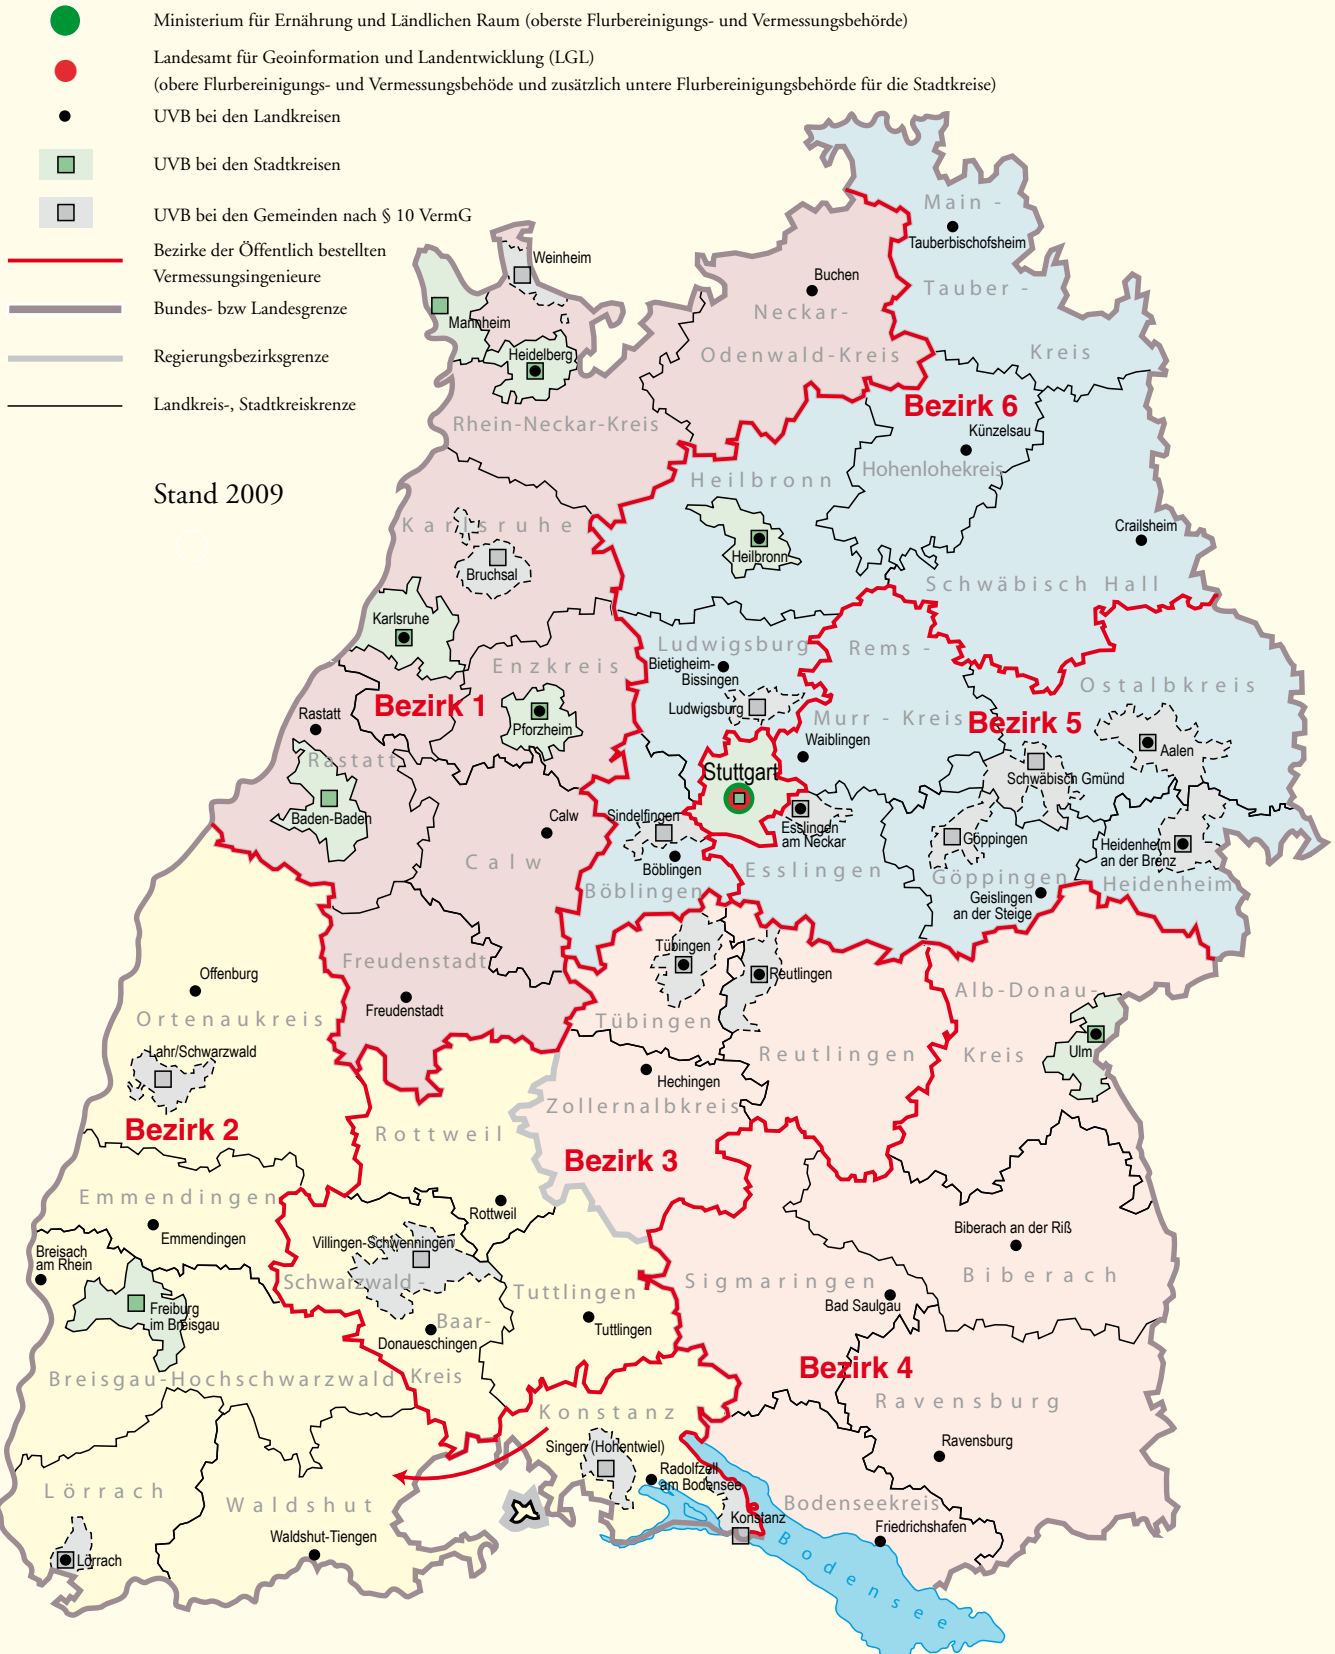 Ministerium für Ernährung und Ländlichen Raum (oberste Flurbereinigungs- und Vermessungsbehörde)
Landesamt für Geoinformation und Landentwicklung (LGL)
(obere Flurbereinigungs- und Vermessungsbehöde und zusätzlich untere Flurbereinigungsbehörde für die Stadtkreise)
UVB bei den Landkreisen
UVB bei den Stadtkreisen
UVB bei den Gemeinden nach § 10 VermG
Bezirke der Öffentlich bestellten
Vermessungsingenieure
Bundes- bzw Landesgrenze
Regierungsbezirksgrenze
Landkreis-, Stadtkreiskrenze
Stand 2009
Main -
Tauberbischofsheim
Tauber -
Kreis
Weinheim
Buchen
Neckar-
Odenwald-Kreis
Mannheim
Heidelberg
Rhein-Neckar-Kreis
Bezirk 6
Künzelsau
Hohenlohekreis
Heilbronn
Heilbronn
Crailsheim
Schwäbisch Hall
Karlsruhe
Bruchsal
Karlsruhe
Enzkreis
Bezirk 1
Pforzheim
Rastatt
Rastatt
Baden-Baden
Calw
Calw
Ludwigsburg
Bietigheim-
Bissingen
Ludwigsburg
Rems -
Murr - Kreis
Waiblingen
Bezirk 5
Ostalbkreis
Aalen
Schwäbisch Gmünd
Stuttgart
Sindelfingen
Böblingen
Böblingen
Esslingen
am Neckar
Esslingen
Göppingen
Göppingen
Geislingen
an der Steige
Heidenheim
an der Brenz
Heidenheim
Freudenstadt
Freudenstadt
Offenburg
Ortenaukreis
Lahr/Schwarzwald
Bezirk 2
Tübingen
Tübingen
Reutlingen
Reutlingen
Alb-Donau-
Kreis
Ulm
Hechingen
Zollernalbkreis
Bezirk 3
Rottweil
Rottweil
Emmendingen
Emmendingen
Breisach
am Rhein
Freiburg
im Breisgau
Breisgau-Hochschwarzwald
Villingen-Schwenningen
Schwarzwald -
Baar-
Kreis
Donaueschingen
Tuttlingen
Tuttlingen
Sigmaringen
Bad Saulgau
Biberach an der Riß
Biberach
Bezirk 4
Ravensburg
Ravensburg
Konstanz
Singen (Hohentwiel)
Radolfzell
am Bodensee
Konstanz
Bodenseekreis
Friedrichshafen
Bodensee
Lörrach
Lörrach
Waldshut
Waldshut-Tiengen